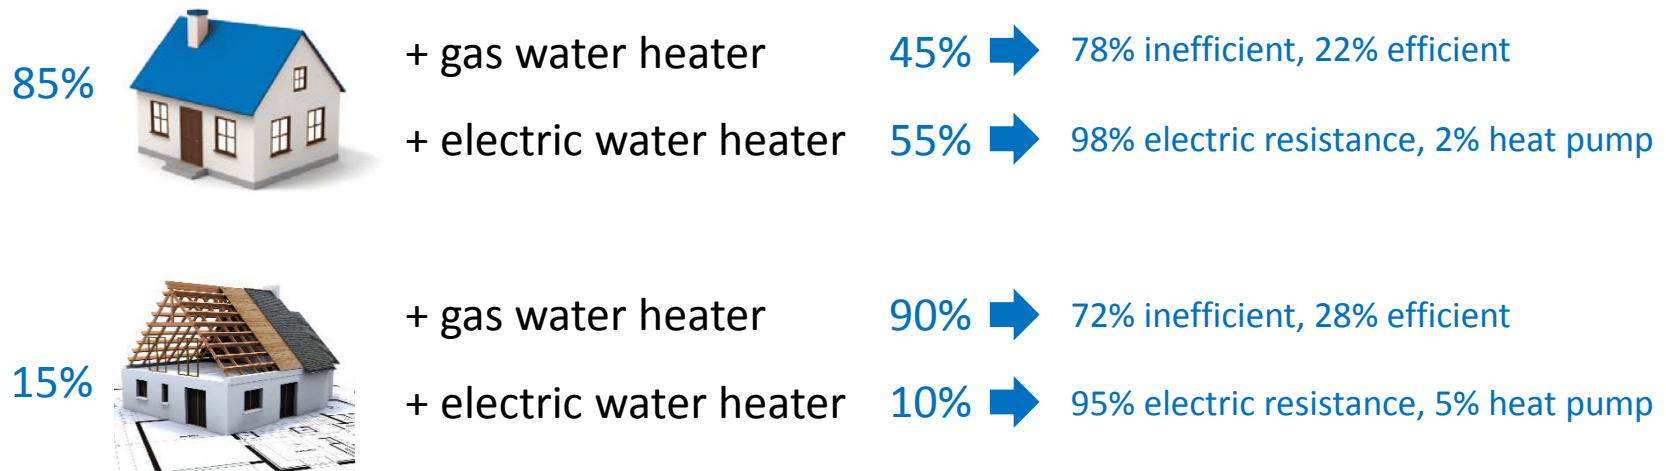 85%
+ gas water heater 45% 78% inefficient, 22% efficient
+ electric water heater 55% 98% electric resistance, 2% heat pump
15%
+ gas water heater 90% 72% inefficient, 28% efficient
+ electric water heater 10% 95% electric resistance, 5% heat pump